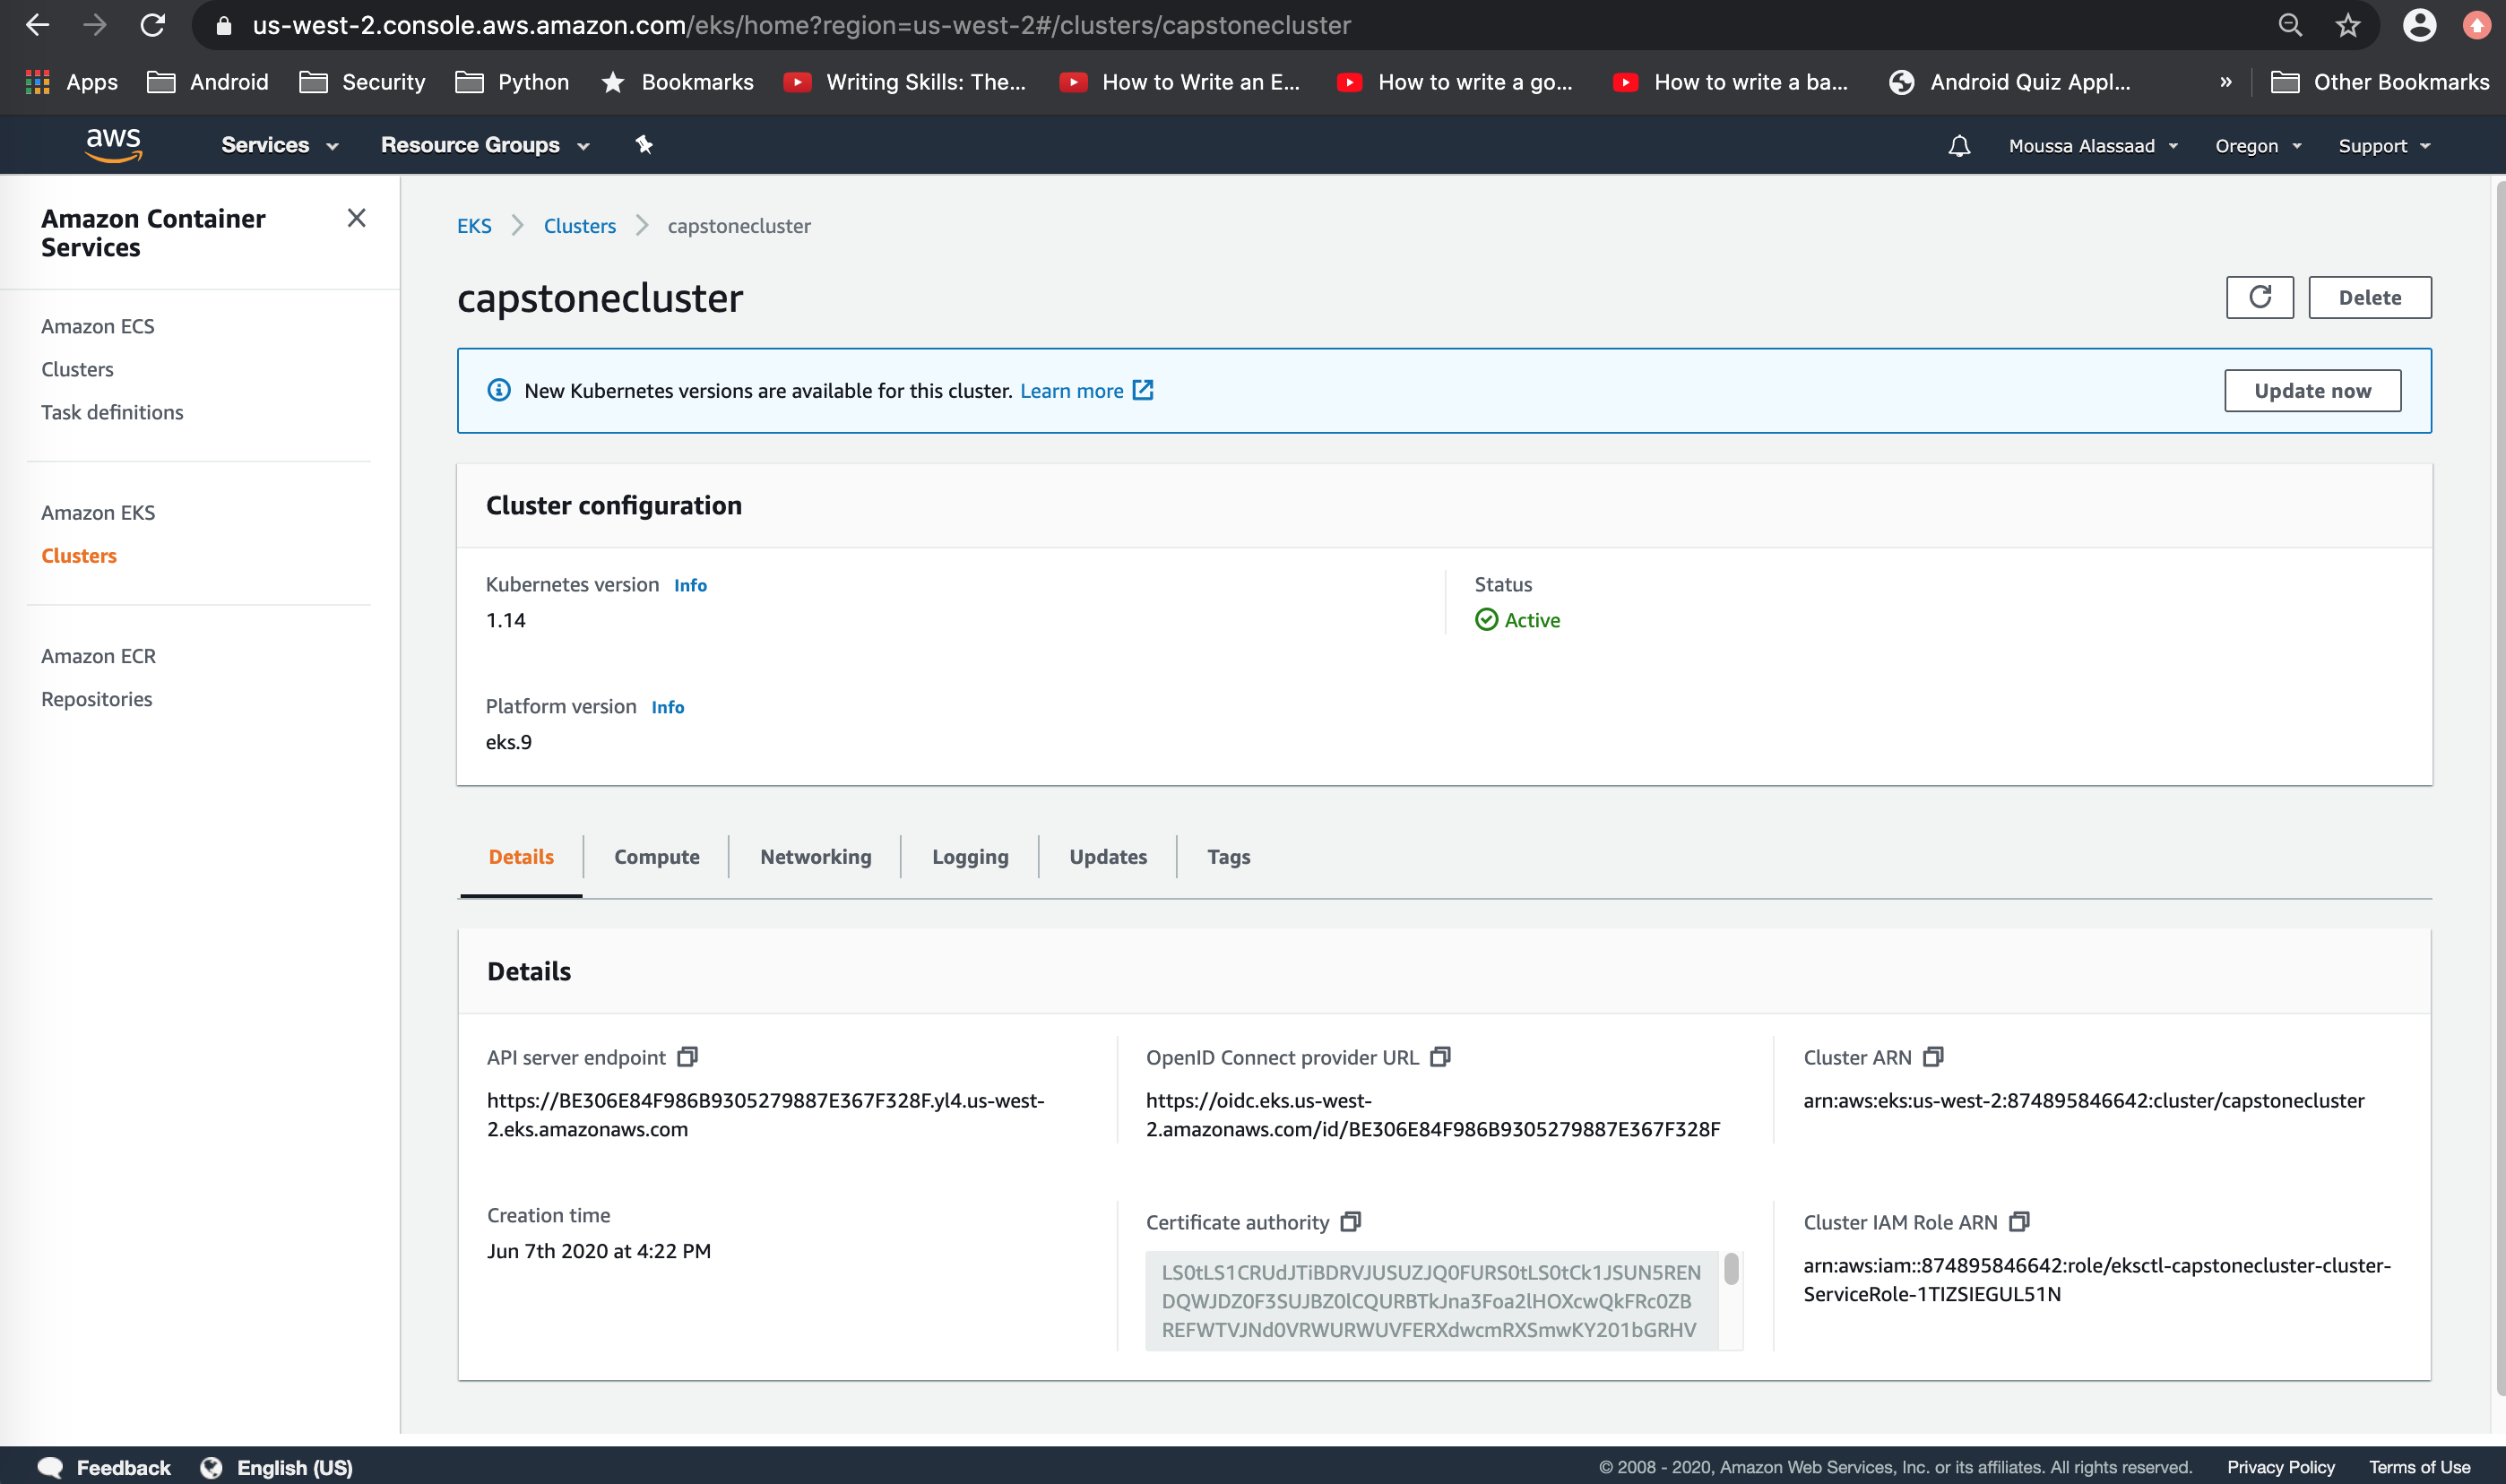 us-west-2.console.aws.amazon.com/eks/home?region=us-west-2#/clusters/capstonecluster
Apps Android Security Python Bookmarks Writing Skills: The... How to Write an E... How to write a go... How to write a ba... Android Quiz Appl... » Other Bookmarks
aws Services Resource Groups Moussa Alassaad Oregon Support
Amazon Container
Services
Amazon ECS
Clusters
Task definitions
Amazon EKS
Clusters
Amazon ECR
Repositories
EKS Clusters capstonecluster
capstonecluster
Delete
New Kubernetes versions are available for this cluster. Learn more
Update now
Cluster configuration
Kubernetes version Info
1.14
Status
Active
Platform version Info
eks.9
Details Compute Networking Logging Updates Tags
Details
API server endpoint
https://BE306E84F986B9305279887E367F328F.yl4.us-west-
2.eks.amazonaws.com
OpenID Connect provider URL
https://oidc.eks.us-west-
2.amazonaws.com/id/BE306E84F986B9305279887E367F328F
Cluster ARN
arn:aws:eks:us-west-2:874895846642:cluster/capstonecluster
Creation time
Jun 7th 2020 at 4:22 PM
Certificate authority
LS0tLS1CRUdJTiBDRVJUSUZJQ0FURS0tLS0tCk1JSUN5REN
DQWJDZ0F3SUJBZ0lCQURBTkJna3Foa2lHOXcwQkFRc0ZB
REFWTVJNd0VRWURWUVFERXdwcmRXSmwKY201bGRHV
Cluster IAM Role ARN
arn:aws:iam::874895846642:role/eksctl-capstonecluster-cluster-
ServiceRole-1TIZSIEGUL51N
Feedback English (US) © 2008 - 2020, Amazon Web Services, Inc. or its affiliates. All rights reserved. Privacy Policy Terms of Use